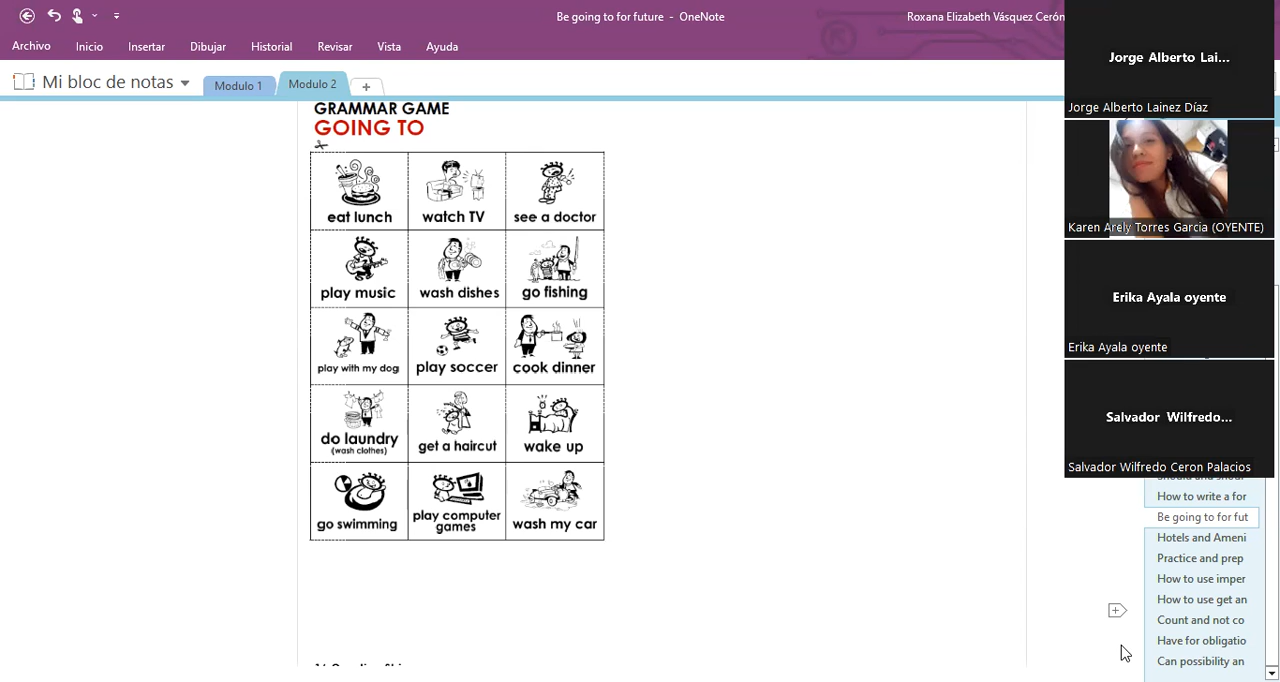 Be going to for future - OneNote
Roxana Elizabeth Vásquez Cerón
Archivo Inicio Insertar Dibujar Historial Revisar Vista Ayuda
Mi bloc de notas
Modulo 1
Modulo 2
GRAMMAR GAME
GOING TO
eat lunch
watch TV
see a doctor
play music
wash dishes
go fishing
play with my dog
play soccer
cook dinner
do laundry
(wash clothes)
get a haircut
wake up
go swimming
play computer
games
wash my car
Jorge Alberto Lai...
Jorge Alberto Lainez Díaz
Karen Arely Torres Garcia (OYENTE)
Erika Ayala oyente
Erika Ayala oyente
Salvador Wilfredo...
Salvador Wilfredo Ceron Palacios
How to write a for
Be going to for fut
Hotels and Ameni
Practice and prep
How to use imper
How to use get an
Count and not co
Have for obligatio
Can possibility an